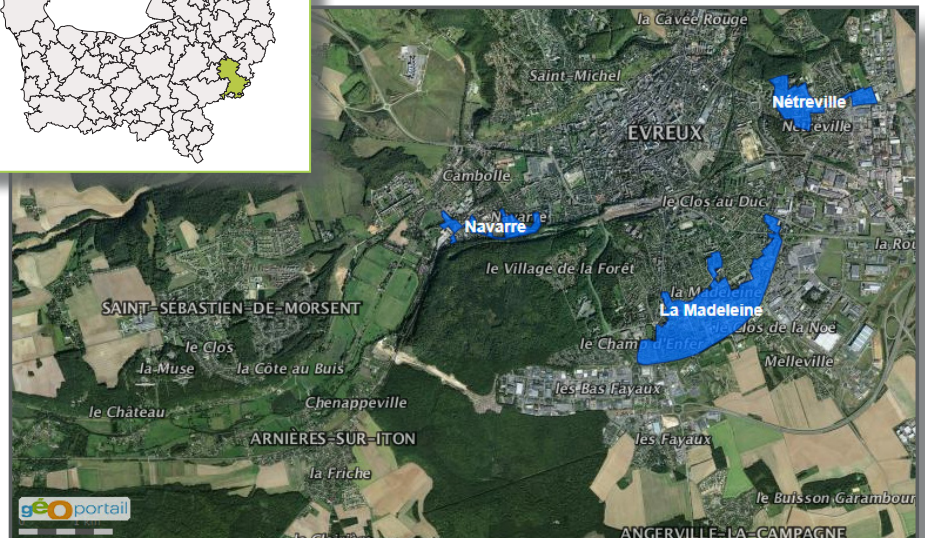 la Cavée Rouge
Saint-Michel
Nétreville
Nétreville
EVREUX
Cambolle
le Clos au Duc
Navarre
Navarre
la Rou
le Village de la Forêt
la Madeleine
La Madeleine
SAINT-SÉBASTIEN-DE-MORSENT
le Clos de la Noë
le Champ d'Enfer
le Clos
Melleville
la Muse
la Côte au Buis
les Bas Fayaux
Chenappeville
le Château
ARNIÈRES-SUR-ITON
les Fayaux
la Friche
le Buisson Garambour
géoportail
ANGERVILLE-LA-CAMPAGNE